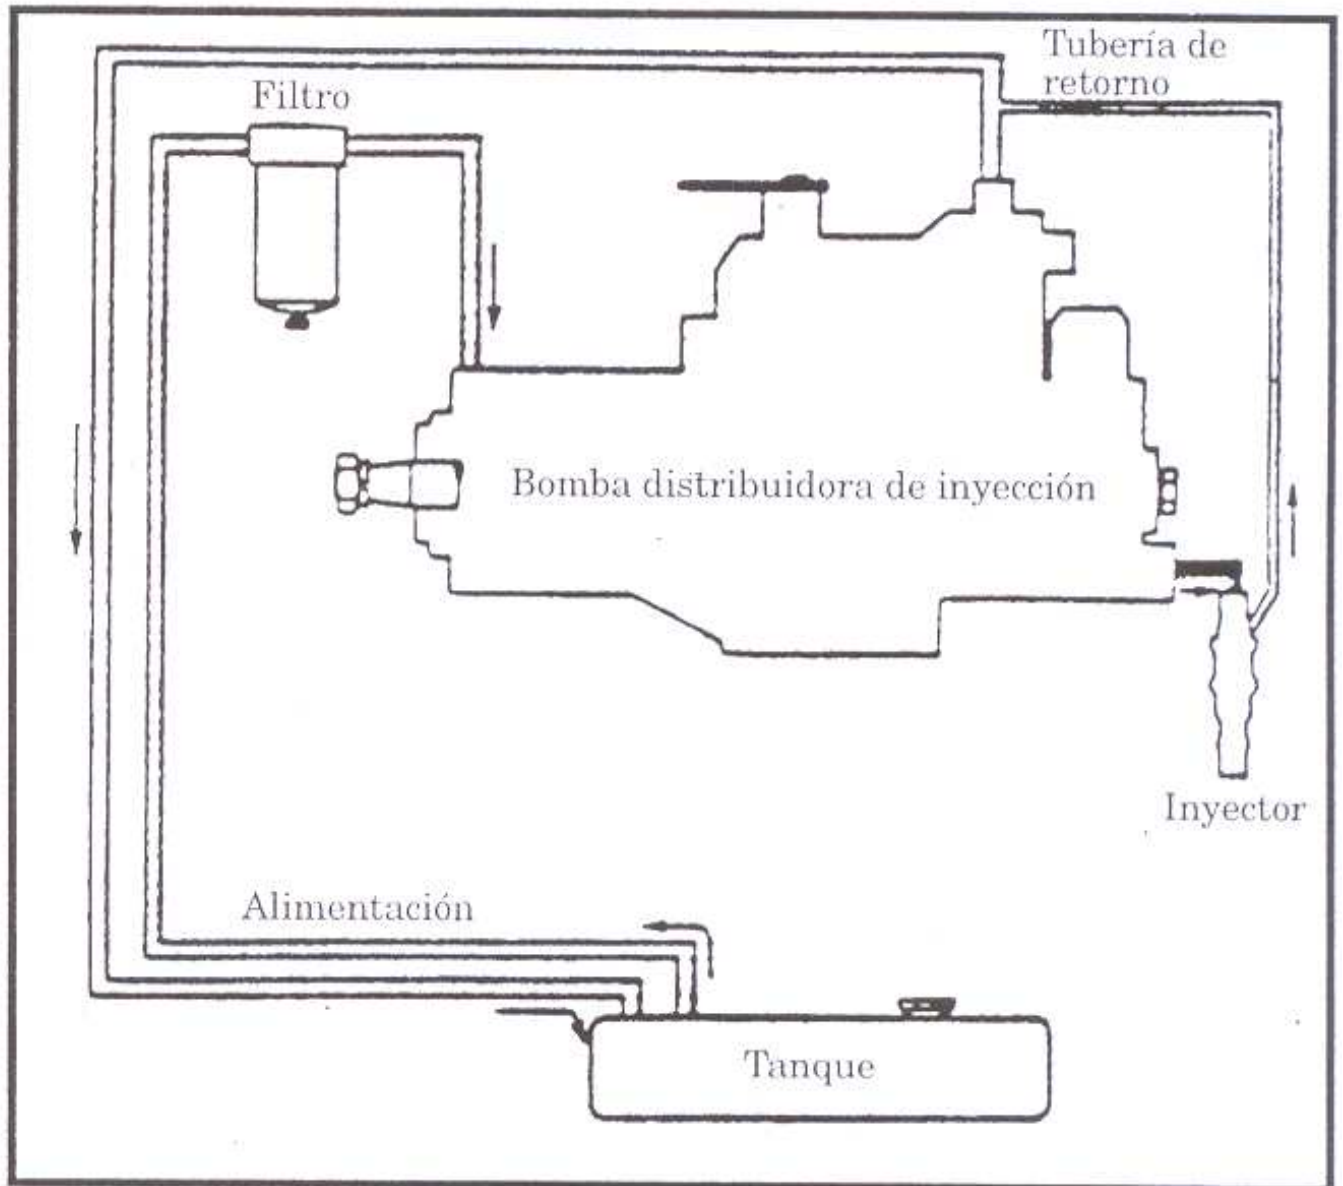 Tubería de
retorno
Filtro
Bomba distribuidora de inyección
Inyector
Alimentación
Tanque